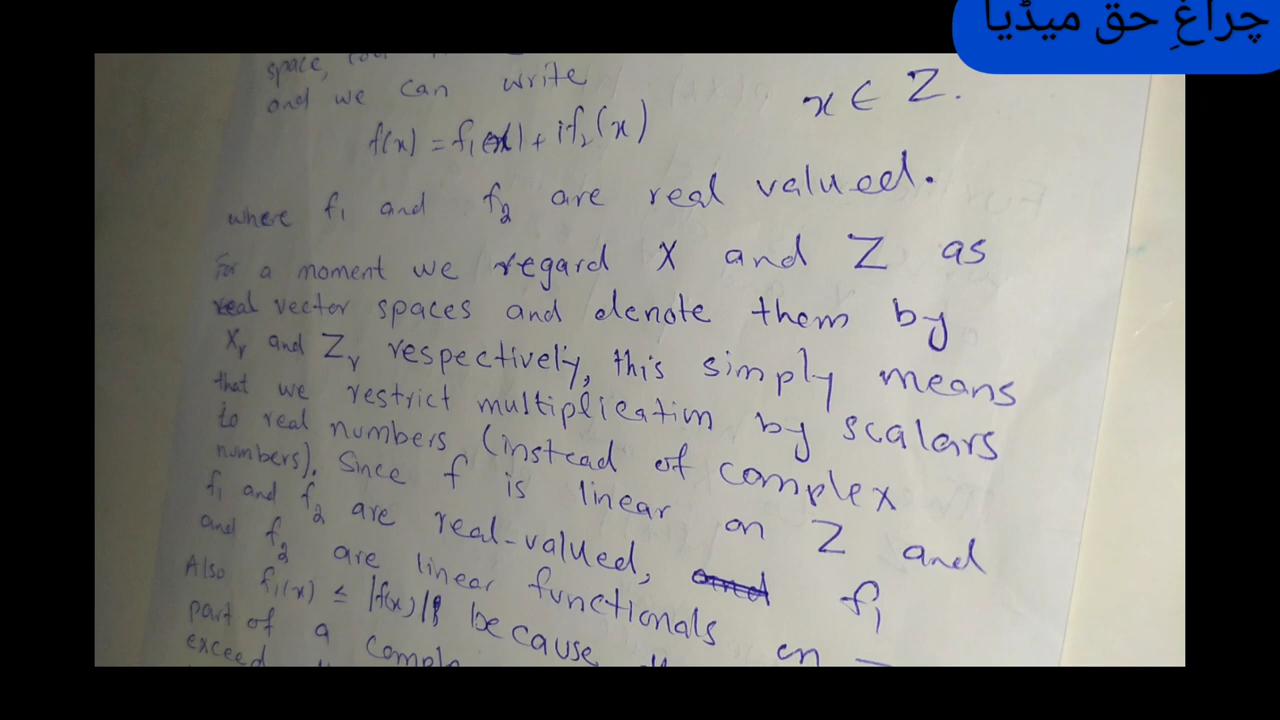 چراغِ حق میڈیا
space,
and we can write
f(x) = f₁(x) + if₂(x) x ∈ Z.
where f₁ and f₂ are real valued.
For a moment we regard X and Z as
real vector spaces and denote them by
Xᵣ and Zᵣ respectively, this simply means
that we restrict multiplication by scalars
to real numbers (instead of complex
numbers). Since f is linear on Z and
f₁ and f₂ are real-valued, and f₁
and f₂ are linear functionals on
Also f₁(x) ≤ |f(x)| because
part of a
exceed